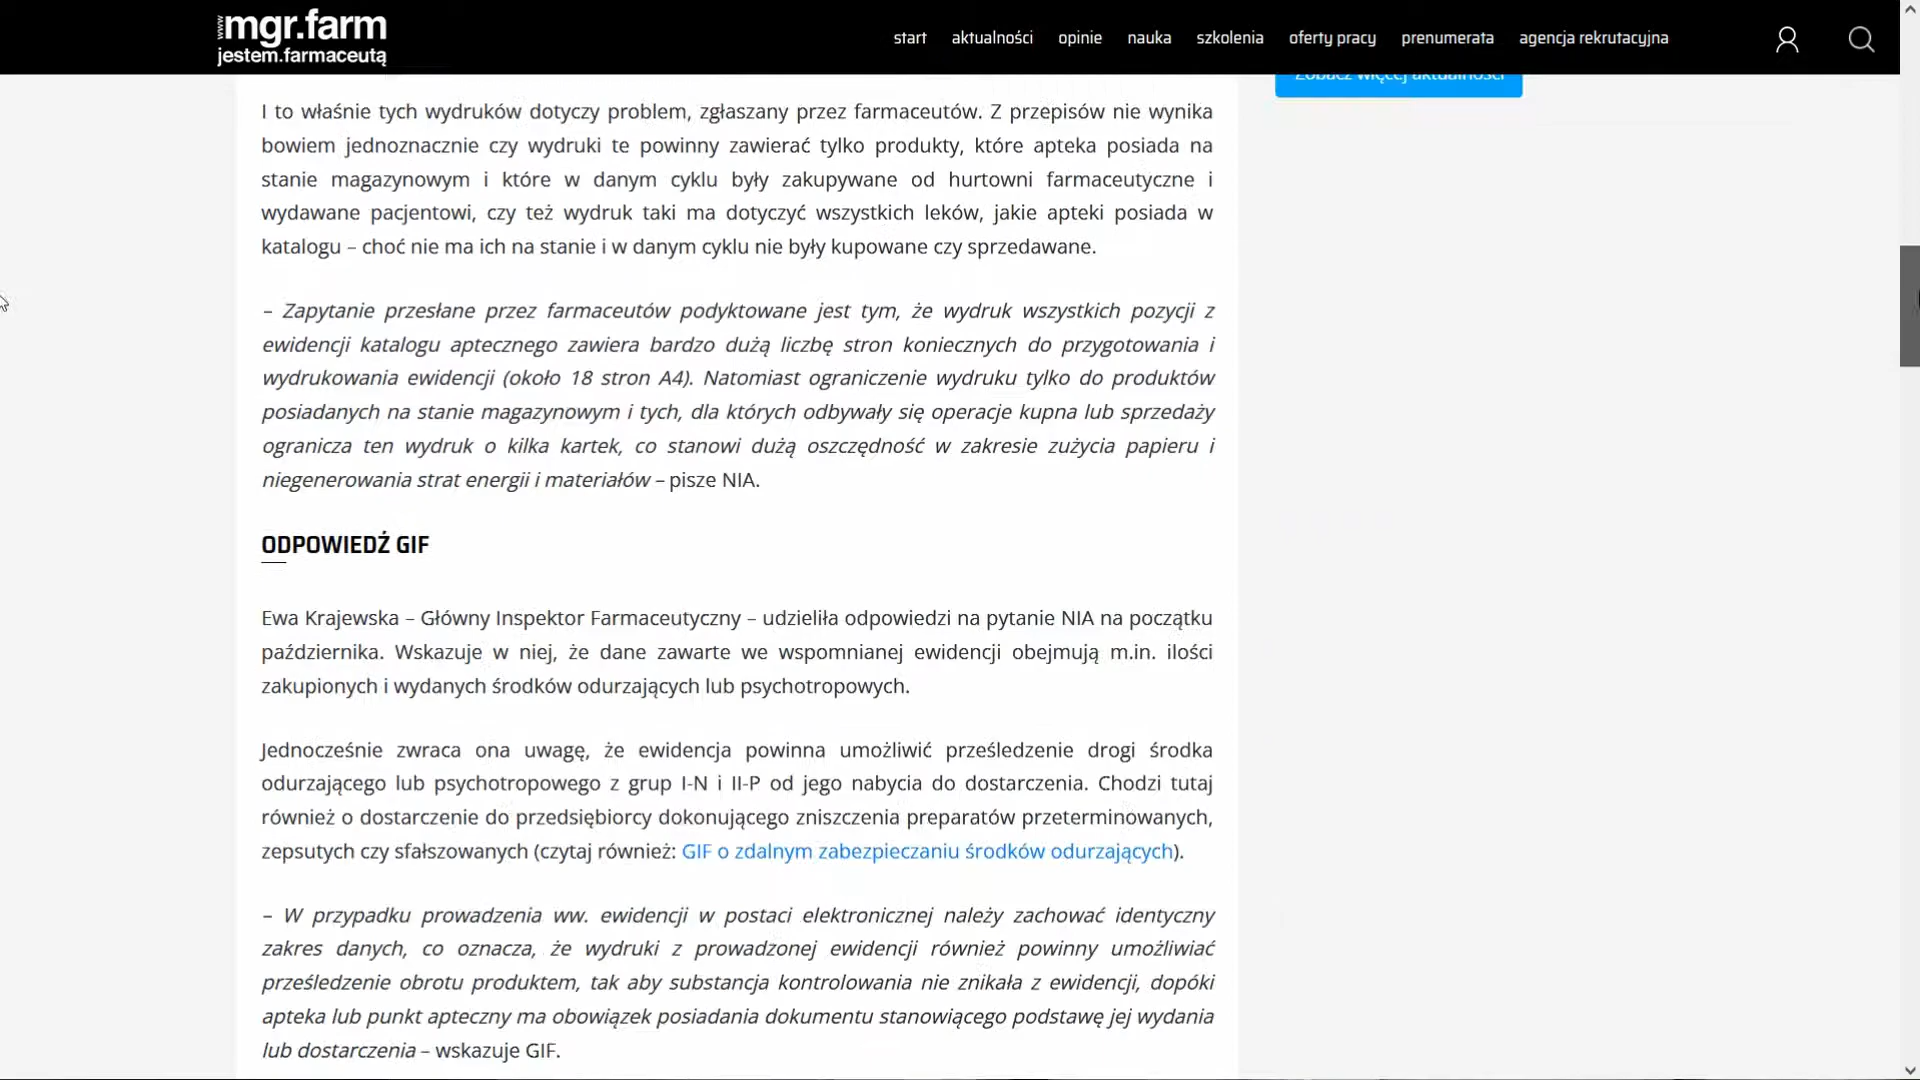 www.mgr.farm
jestem.farmaceutą
start aktualności opinie nauka szkolenia oferty pracy prenumerata agencja rekrutacyjna
Zobacz więcej aktualności
I to właśnie tych wydruków dotyczy problem, zgłaszany przez farmaceutów. Z przepisów nie wynika
bowiem jednoznacznie czy wydruki te powinny zawierać tylko produkty, które apteka posiada na
stanie magazynowym i które w danym cyklu były zakupywane od hurtowni farmaceutyczne i
wydawane pacjentowi, czy też wydruk taki ma dotyczyć wszystkich leków, jakie apteki posiada w
katalogu – choć nie ma ich na stanie i w danym cyklu nie były kupowane czy sprzedawane.
– Zapytanie przesłane przez farmaceutów podyktowane jest tym, że wydruk wszystkich pozycji z
ewidencji katalogu aptecznego zawiera bardzo dużą liczbę stron koniecznych do przygotowania i
wydrukowania ewidencji (około 18 stron A4). Natomiast ograniczenie wydruku tylko do produktów
posiadanych na stanie magazynowym i tych, dla których odbywały się operacje kupna lub sprzedaży
ogranicza ten wydruk o kilka kartek, co stanowi dużą oszczędność w zakresie zużycia papieru i
niegenerowania strat energii i materiałów – pisze NIA.
ODPOWIEDŹ GIF
Ewa Krajewska – Główny Inspektor Farmaceutyczny – udzieliła odpowiedzi na pytanie NIA na początku
października. Wskazuje w niej, że dane zawarte we wspomnianej ewidencji obejmują m.in. ilości
zakupionych i wydanych środków odurzających lub psychotropowych.
Jednocześnie zwraca ona uwagę, że ewidencja powinna umożliwić prześledzenie drogi środka
odurzającego lub psychotropowego z grup I-N i II-P od jego nabycia do dostarczenia. Chodzi tutaj
również o dostarczenie do przedsiębiorcy dokonującego zniszczenia preparatów przeterminowanych,
zepsutych czy sfałszowanych (czytaj również: GIF o zdalnym zabezpieczaniu środków odurzających).
– W przypadku prowadzenia ww. ewidencji w postaci elektronicznej należy zachować identyczny
zakres danych, co oznacza, że wydruki z prowadzonej ewidencji również powinny umożliwiać
prześledzenie obrotu produktem, tak aby substancja kontrolowania nie znikała z ewidencji, dopóki
apteka lub punkt apteczny ma obowiązek posiadania dokumentu stanowiącego podstawę jej wydania
lub dostarczenia – wskazuje GIF.